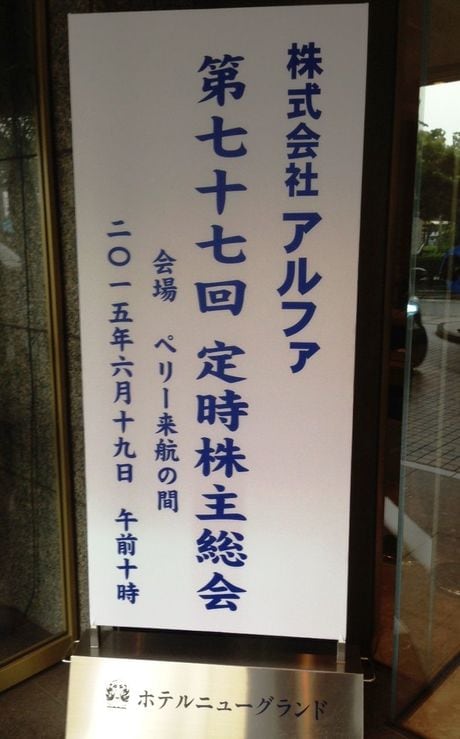 株式会社 アルファ
第七十七回 定時株主総会
会場 ペリー来航の間
二〇一五年六月十九日 午前十時
ホテルニューグランド